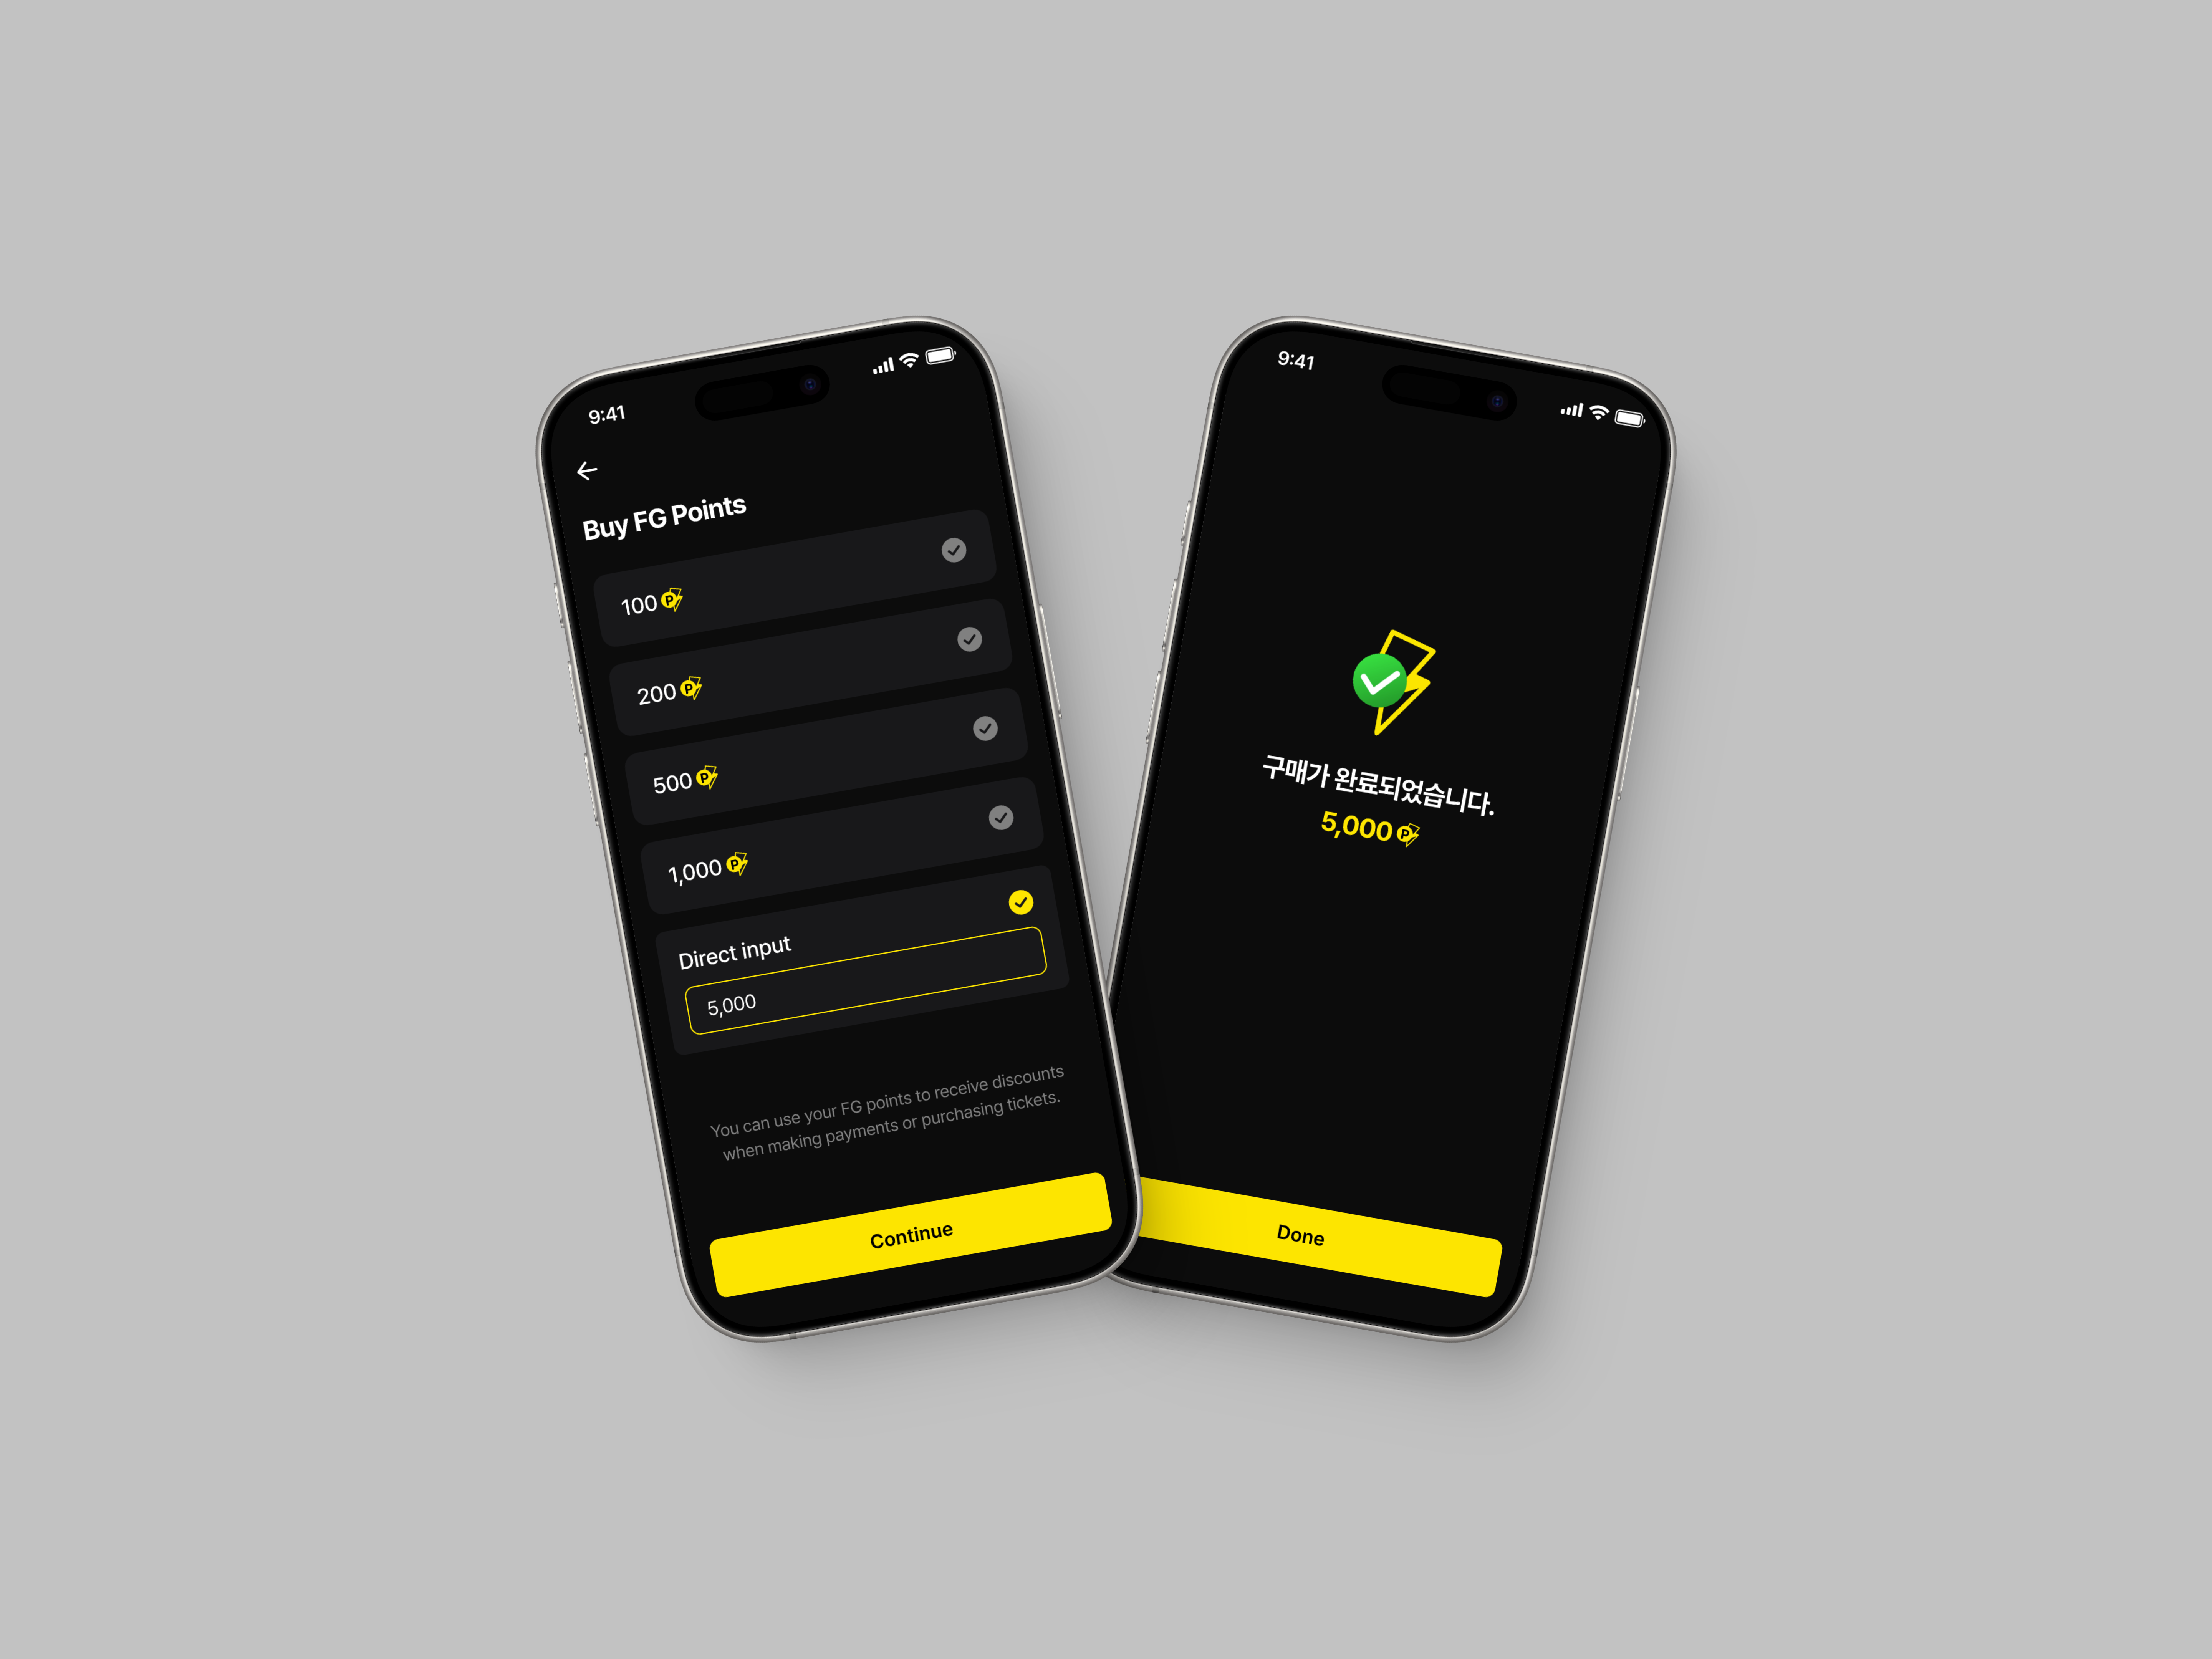 9:41
Buy FG Points
100 P
200 P
500 P
1,000 P
Direct input
5,000
You can use your FG points to receive discounts
when making payments or purchasing tickets.
Continue
9:41
구매가 완료되었습니다.
5,000 P
Done